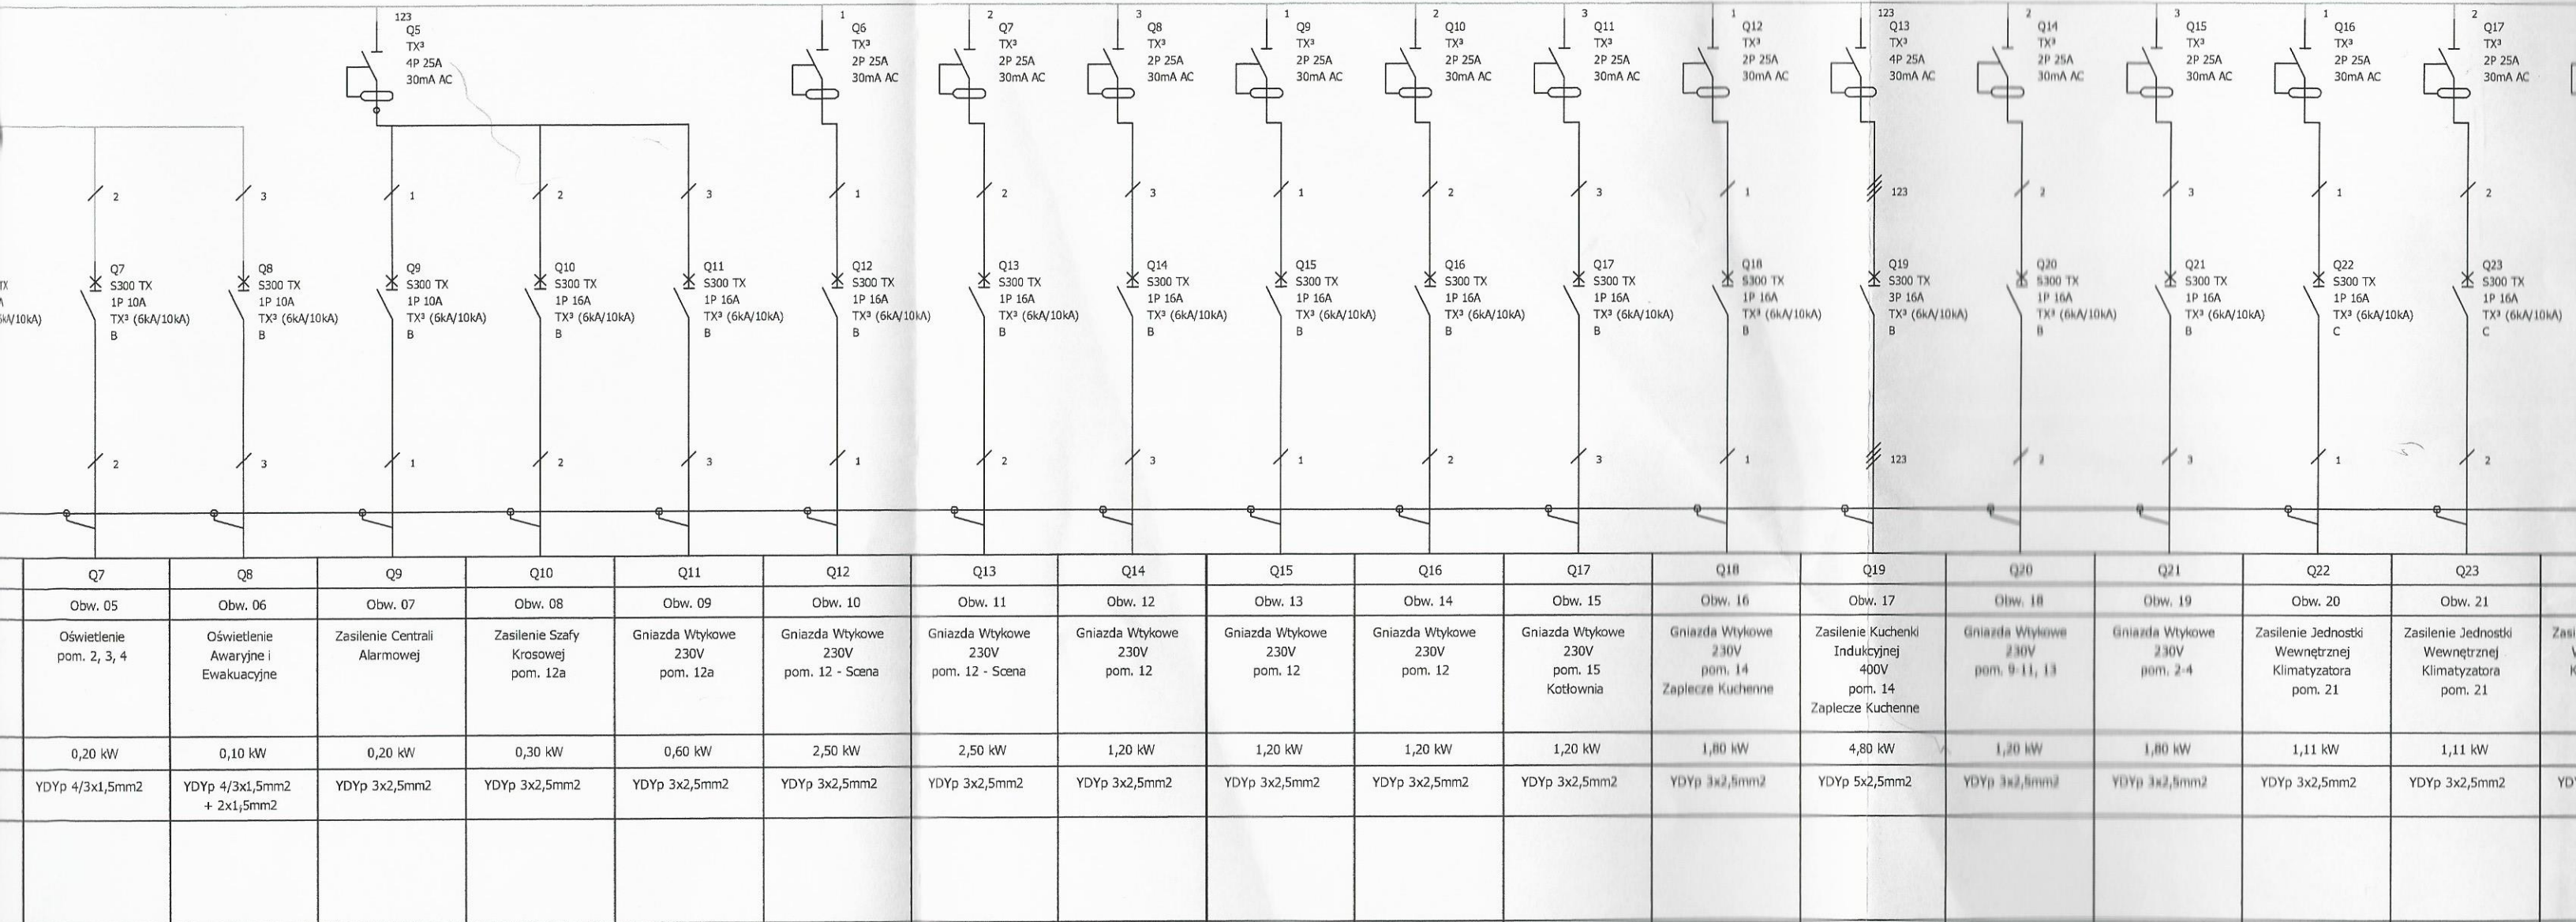 123
Q5
TX³
4P 25A
30mA AC
1
Q6
TX³
2P 25A
30mA AC
2
Q7
TX³
2P 25A
30mA AC
3
Q8
TX³
2P 25A
30mA AC
1
Q9
TX³
2P 25A
30mA AC
2
Q10
TX³
2P 25A
30mA AC
3
Q11
TX³
2P 25A
30mA AC
1
Q12
TX³
2P 25A
30mA AC
123
Q13
TX³
4P 25A
30mA AC
2
Q14
TX³
2P 25A
30mA AC
3
Q15
TX³
2P 25A
30mA AC
1
Q16
TX³
2P 25A
30mA AC
2
Q17
TX³
2P 25A
30mA AC
2 3 1 2 3 1 2 3 1 2 3 1 123 2 3 1 2
TX
kA/10kA)
Q7
S300 TX
1P 10A
TX³ (6kA/10kA)
B
Q8
S300 TX
1P 10A
TX³ (6kA/10kA)
B
Q9
S300 TX
1P 10A
TX³ (6kA/10kA)
B
Q10
S300 TX
1P 16A
TX³ (6kA/10kA)
B
Q11
S300 TX
1P 16A
TX³ (6kA/10kA)
B
Q12
S300 TX
1P 16A
TX³ (6kA/10kA)
B
Q13
S300 TX
1P 16A
TX³ (6kA/10kA)
B
Q14
S300 TX
1P 16A
TX³ (6kA/10kA)
B
Q15
S300 TX
1P 16A
TX³ (6kA/10kA)
B
Q16
S300 TX
1P 16A
TX³ (6kA/10kA)
B
Q17
S300 TX
1P 16A
TX³ (6kA/10kA)
B
Q18
S300 TX
1P 16A
TX³ (6kA/10kA)
B
Q19
S300 TX
3P 16A
TX³ (6kA/10kA)
B
Q20
S300 TX
1P 16A
TX³ (6kA/10kA)
B
Q21
S300 TX
1P 16A
TX³ (6kA/10kA)
B
Q22
S300 TX
1P 16A
TX³ (6kA/10kA)
C
Q23
S300 TX
1P 16A
TX³ (6kA/10kA)
C
2 3 1 2 3 1 2 3 1 2 3 1 123 2 3 1 2
Q7 Q8 Q9 Q10 Q11 Q12 Q13 Q14 Q15 Q16 Q17 Q18 Q19 Q20 Q21 Q22 Q23
Obw. 05 Obw. 06 Obw. 07 Obw. 08 Obw. 09 Obw. 10 Obw. 11 Obw. 12 Obw. 13 Obw. 14 Obw. 15 Obw. 16 Obw. 17 Obw. 18 Obw. 19 Obw. 20 Obw. 21
Oświetlenie
pom. 2, 3, 4
Oświetlenie
Awaryjne i
Ewakuacyjne
Zasilenie Centrali
Alarmowej
Zasilenie Szafy
Krosowej
pom. 12a
Gniazda Wtykowe
230V
pom. 12a
Gniazda Wtykowe
230V
pom. 12 - Scena
Gniazda Wtykowe
230V
pom. 12 - Scena
Gniazda Wtykowe
230V
pom. 12
Gniazda Wtykowe
230V
pom. 12
Gniazda Wtykowe
230V
pom. 12
Gniazda Wtykowe
230V
pom. 15
Kotłownia
Gniazda Wtykowe
230V
pom. 14
Zaplecze Kuchenne
Zasilenie Kuchenki
Indukcyjnej
400V
pom. 14
Zaplecze Kuchenne
Gniazda Wtykowe
230V
pom. 9-11, 13
Gniazda Wtykowe
230V
pom. 2-4
Zasilenie Jednostki
Wewnętrznej
Klimatyzatora
pom. 21
Zasilenie Jednostki
Wewnętrznej
Klimatyzatora
pom. 21
Zasi
0,20 kW 0,10 kW 0,20 kW 0,30 kW 0,60 kW 2,50 kW 2,50 kW 1,20 kW 1,20 kW 1,20 kW 1,20 kW 1,80 kW 4,80 kW 1,20 kW 1,80 kW 1,11 kW 1,11 kW
YDYp 4/3x1,5mm2
YDYp 4/3x1,5mm2
+ 2x1,5mm2
YDYp 3x2,5mm2
YDYp 3x2,5mm2
YDYp 3x2,5mm2
YDYp 3x2,5mm2
YDYp 3x2,5mm2
YDYp 3x2,5mm2
YDYp 3x2,5mm2
YDYp 3x2,5mm2
YDYp 3x2,5mm2
YDYp 3x2,5mm2
YDYp 5x2,5mm2
YDYp 3x2,5mm2
YDYp 3x2,5mm2
YDYp 3x2,5mm2
YDYp 3x2,5mm2